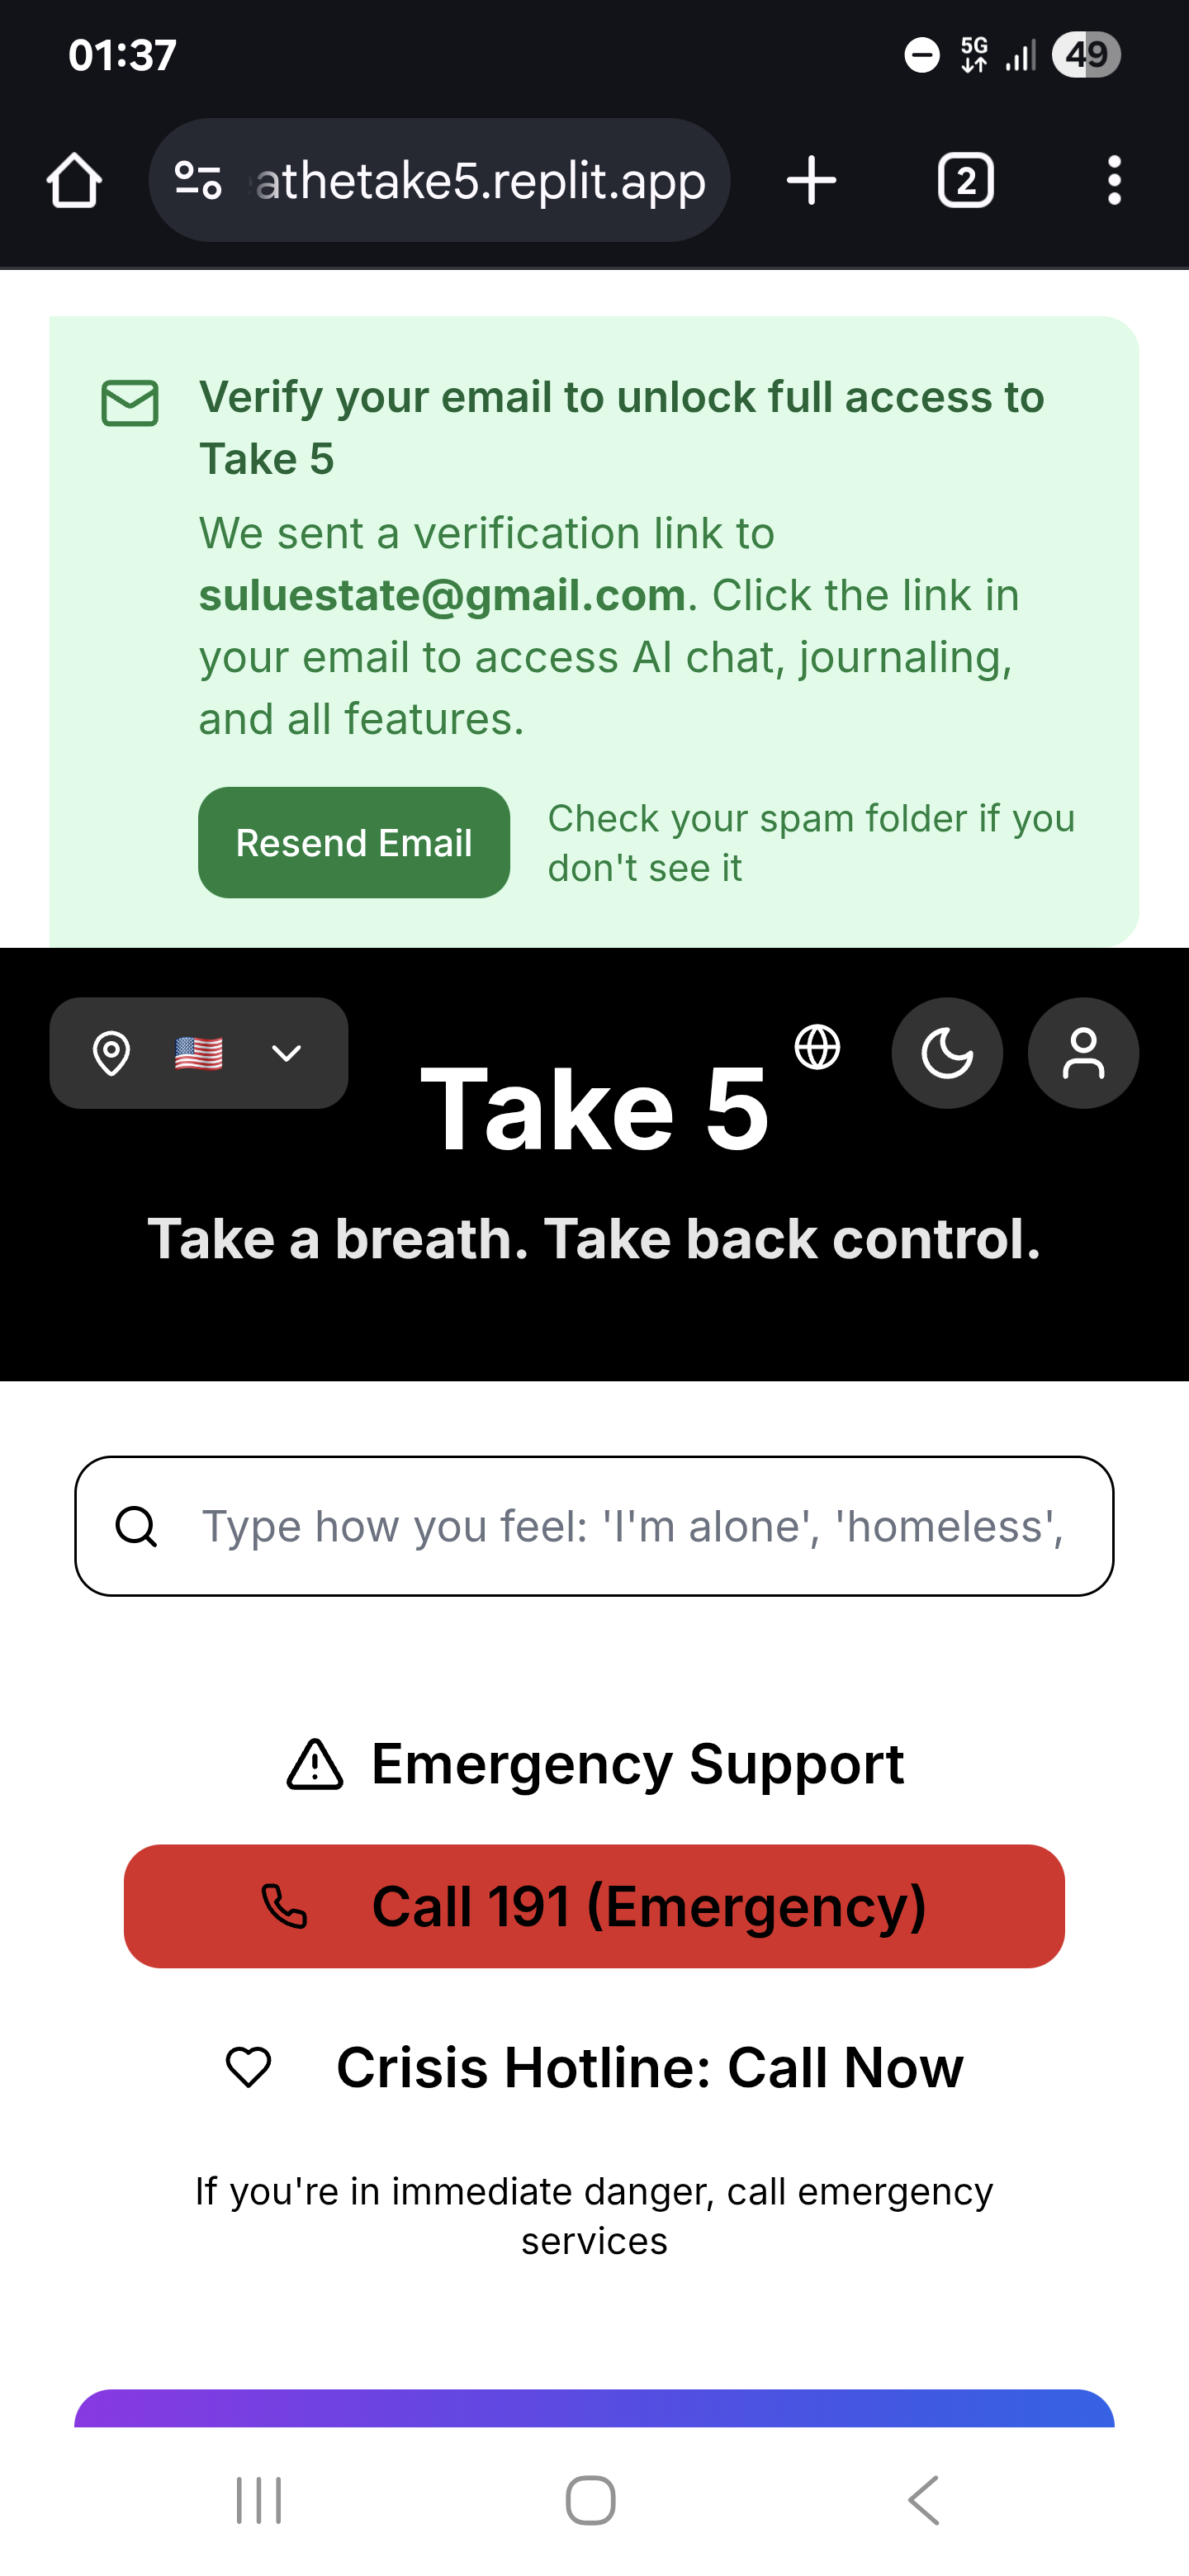 01:37
5G
49
athetake5.replit.app
2
Verify your email to unlock full access to
Take 5
We sent a verification link to
suluestate@gmail.com. Click the link in
your email to access AI chat, journaling,
and all features.
Resend Email
Check your spam folder if you
don't see it
Take 5
Take a breath. Take back control.
Type how you feel: 'I'm alone', 'homeless',
Emergency Support
Call 191 (Emergency)
Crisis Hotline: Call Now
If you're in immediate danger, call emergency
services